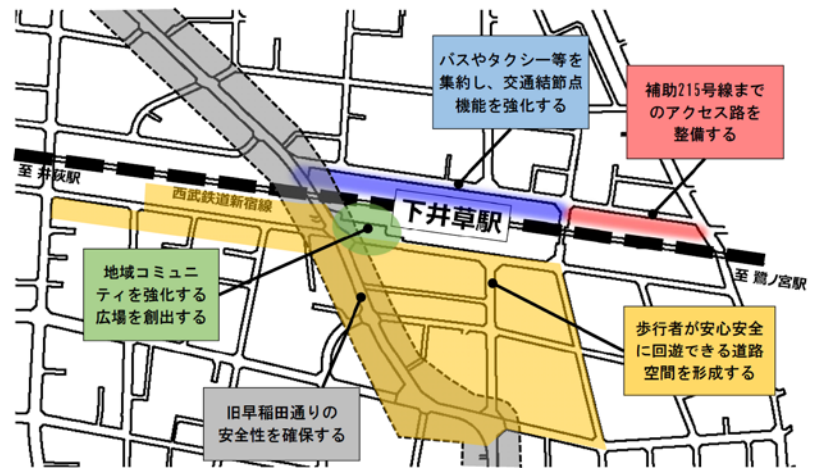 バスやタクシー等を
集約し、交通結節点
機能を強化する
補助215号線まで
のアクセス路を
整備する
至 井荻駅
西武鉄道新宿線
下井草駅
至 鷺ノ宮駅
地域コミュニ
ティを強化する
広場を創出する
歩行者が安心安全
に回遊できる道路
空間を形成する
旧早稲田通りの
安全性を確保する